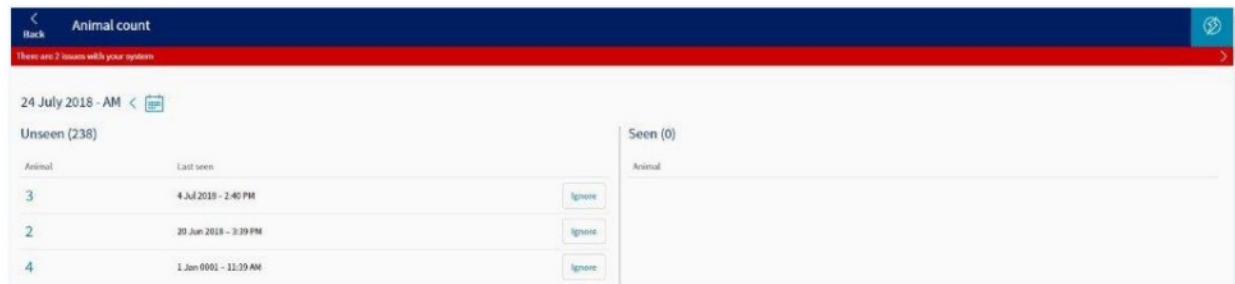 Back
Animal count
There are 2 issues with your system
24 July 2018 - AM
Unseen (238)
Seen (0)
Animal Last seen
Animal
3 4 Jul 2018 - 2:40 PM Ignore
2 20 Jun 2018 - 3:39 PM Ignore
4 1 Jan 0001 - 11:39 AM Ignore